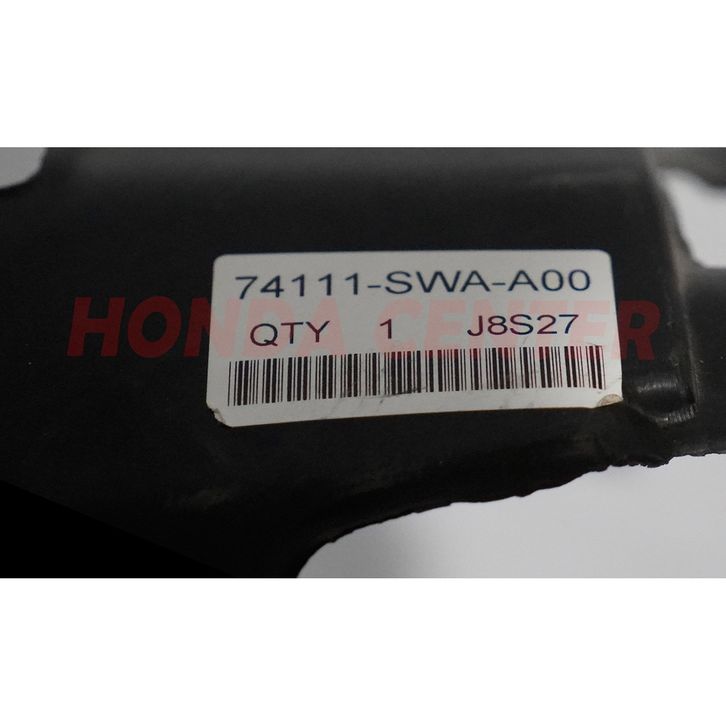 74111-SWA-A00
HONDA CENTER
QTY 1 J8S27